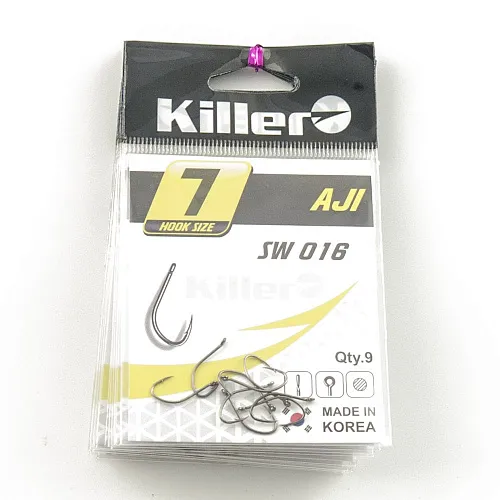 Killer
7
HOOK SIZE
AJI
SW 016
Killer
Qty.9
MADE IN
KOREA